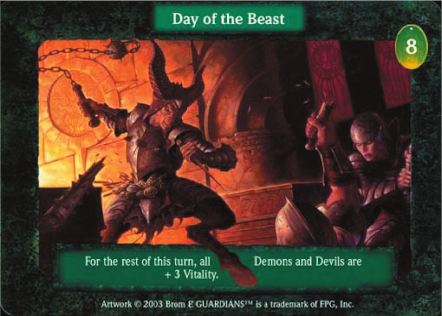 Day of the Beast
8
For the rest of this turn, all Demons and Devils are
+ 3 Vitality.
Artwork © 2003 Brom & GUARDIANS™ is a trademark of FPG, Inc.